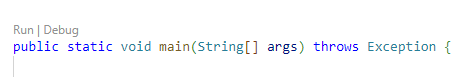 Run | Debug
public static void main(String[] args) throws Exception {